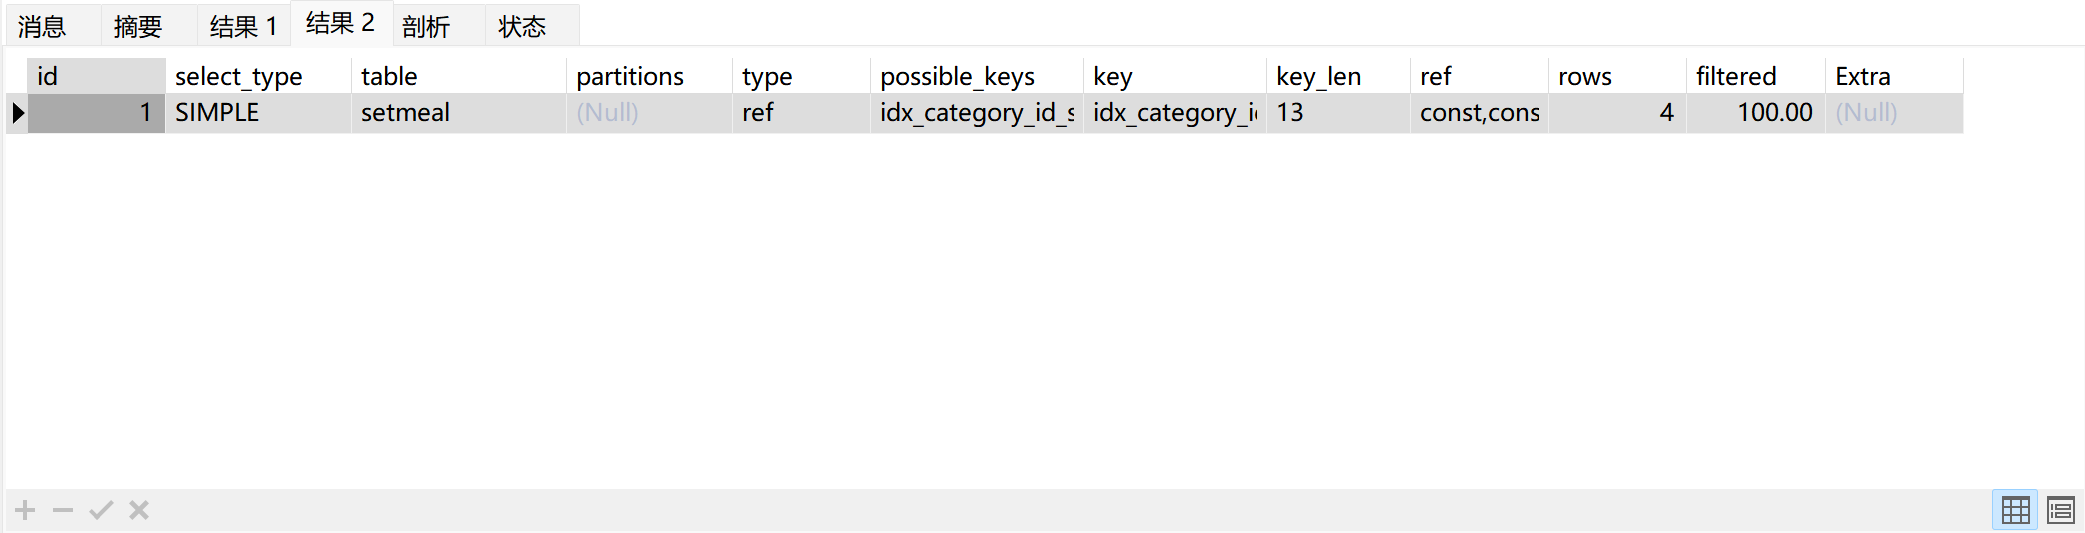 消息 摘要 结果 1 结果 2 剖析 状态
id select_type table partitions type possible_keys key key_len ref rows filtered Extra
1 SIMPLE setmeal (Null) ref idx_category_id_s idx_category_i 13 const,cons 4 100.00 (Null)